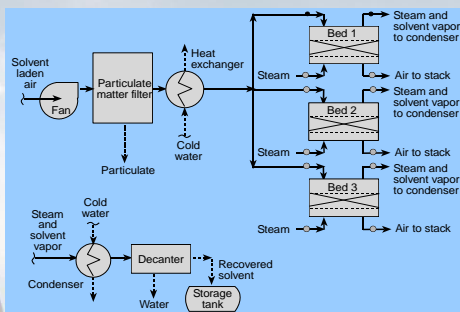 Solvent
laden
air
Fan
Particulate
matter filter
Particulate
Heat
exchanger
Cold
water
Bed 1
Steam
Steam and
solvent vapor
to condenser
Air to stack
Bed 2
Steam
Steam and
solvent vapor
to condenser
Air to stack
Bed 3
Steam
Steam and
solvent vapor
to condenser
Air to stack
Cold
water
Steam
and
solvent
vapor
Condenser
Decanter
Water
Recovered
solvent
Storage
tank